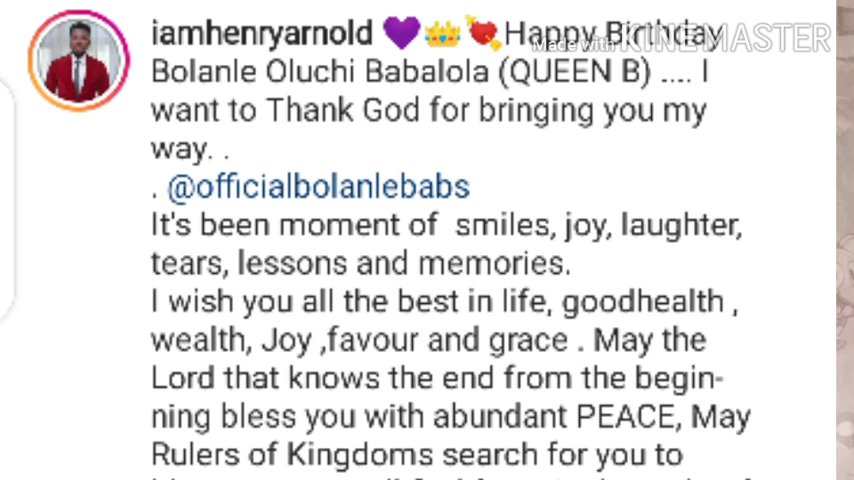 iamhenryarnold 💜👑💘Happy Birthday
Made with KINEMASTER
Bolanle Oluchi Babalola (QUEEN B) .... I
want to Thank God for bringing you my
way. .
. @officialbolanlebabs
It's been moment of smiles, joy, laughter,
tears, lessons and memories.
I wish you all the best in life, goodhealth ,
wealth, Joy ,favour and grace . May the
Lord that knows the end from the begin-
ning bless you with abundant PEACE, May
Rulers of Kingdoms search for you to